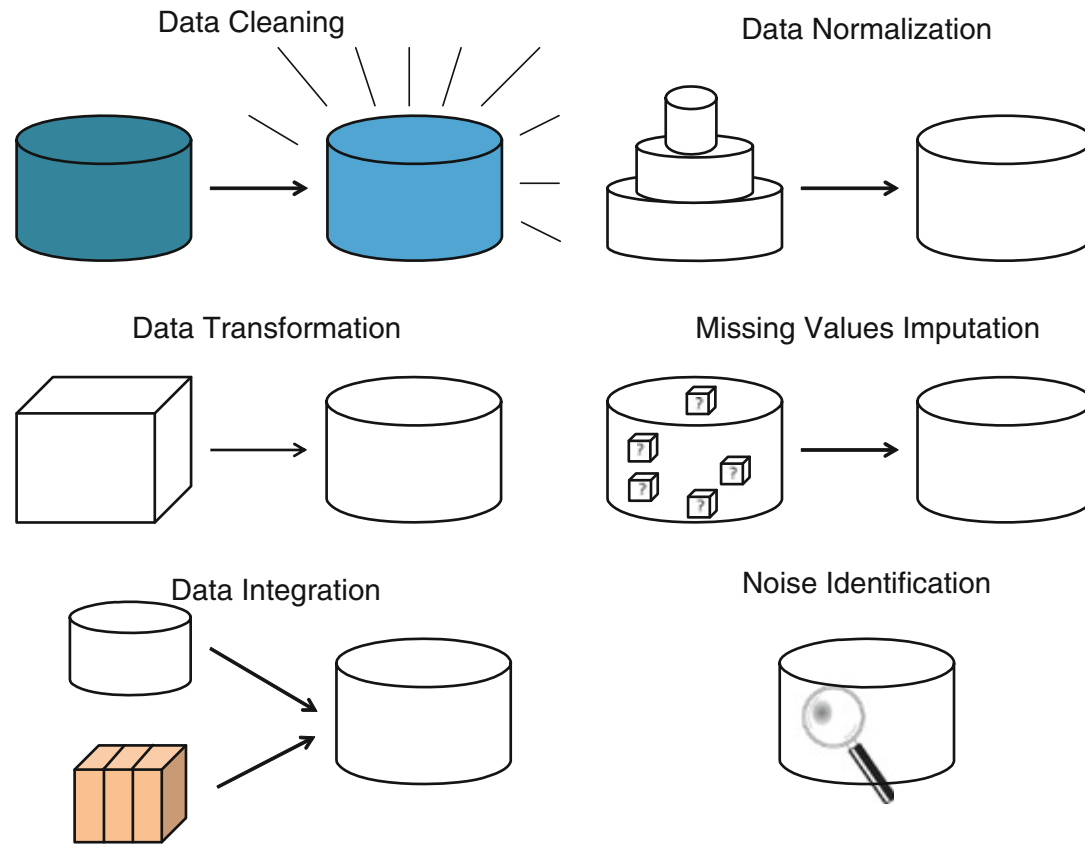 Data Cleaning
Data Normalization
Data Transformation
Missing Values Imputation
?
?
?
?
?
Data Integration
Noise Identification